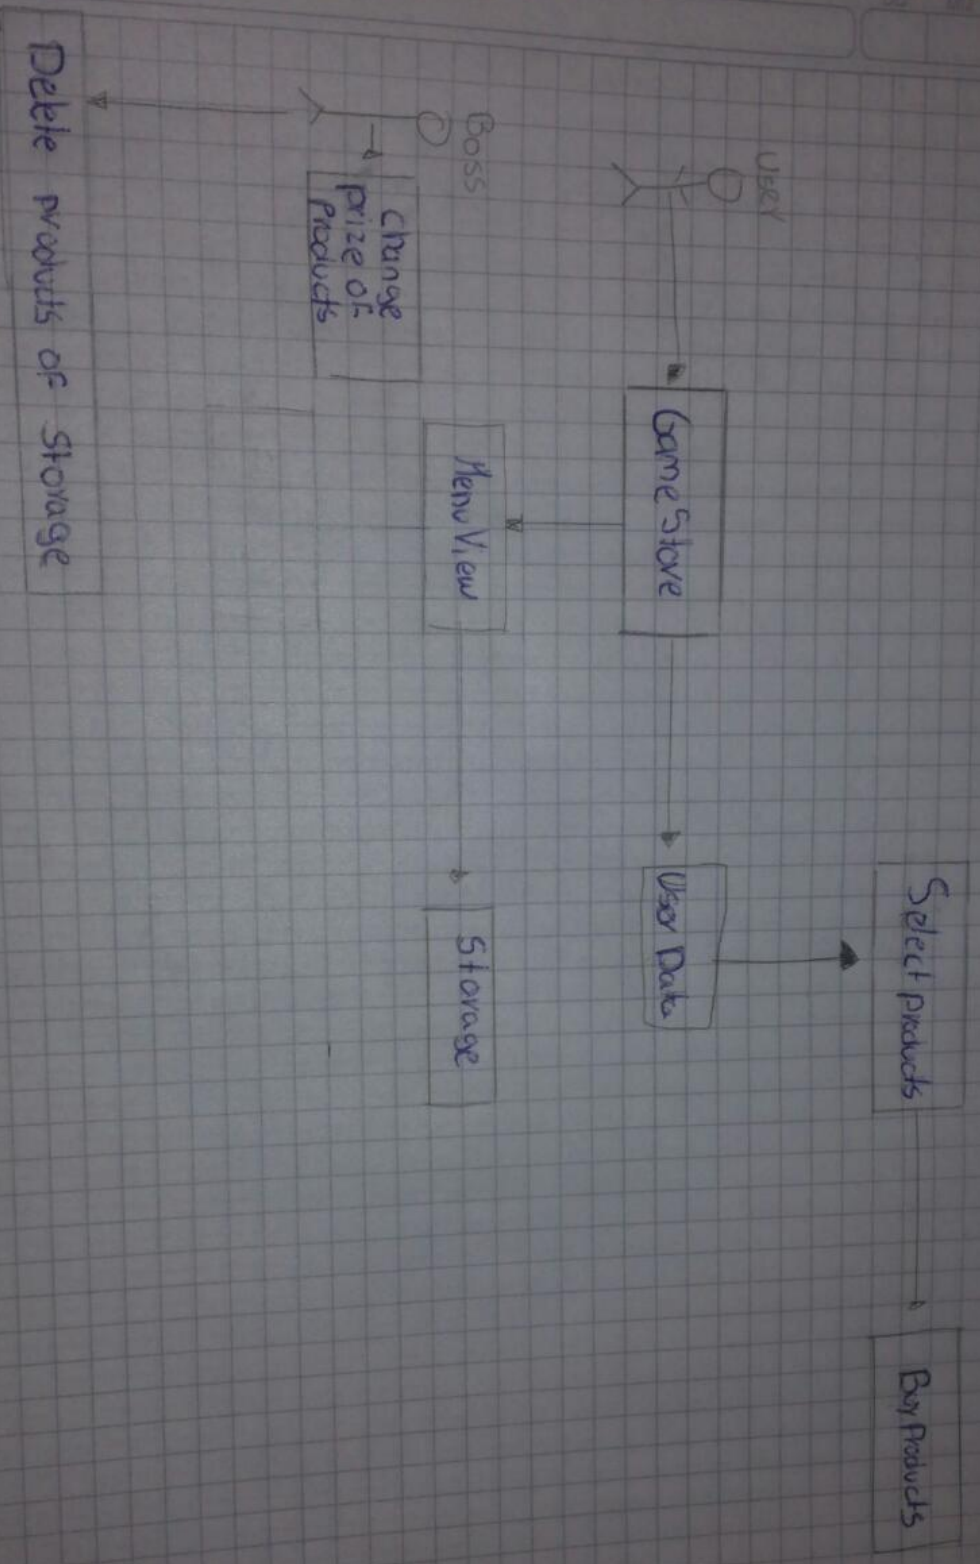 Select products
Buy Products
User
Game Store
User Data
Boss
Menu View
Storage
change
prize of
products
Delete products of Storage